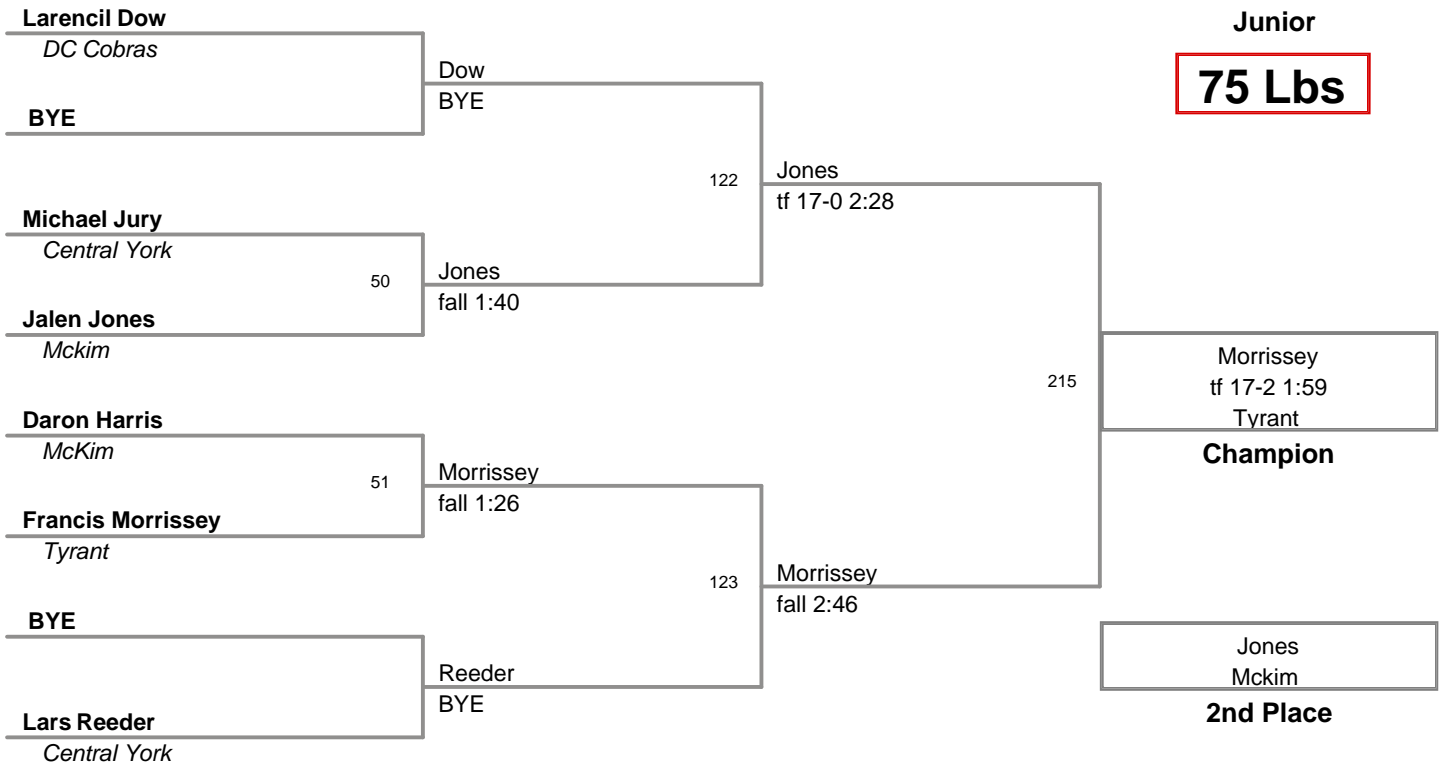 Larencil Dow
DC Cobras
BYE
Dow
BYE
Michael Jury
Central York
Jalen Jones
Mckim
50
Jones
fall 1:40
122
Jones
tf 17-0 2:28
Daron Harris
McKim
Francis Morrissey
Tyrant
51
Morrissey
fall 1:26
BYE
Lars Reeder
Central York
Reeder
BYE
123
Morrissey
fall 2:46
215
Junior
75 Lbs
Morrissey
tf 17-2 1:59
Tyrant
Champion
Jones
Mckim
2nd Place